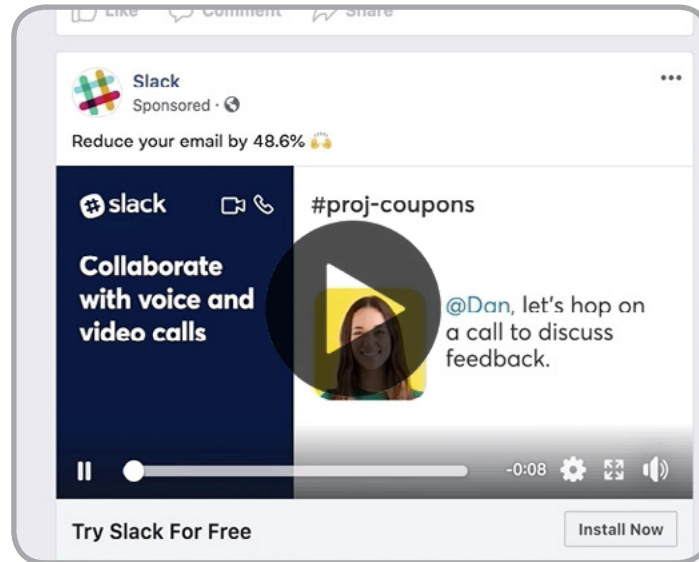 Like Comment Share
Slack
Sponsored ·
Reduce your email by 48.6% 🙌
slack
Collaborate
with voice and
video calls
#proj-coupons
@Dan, let's hop on
a call to discuss
feedback.
-0:08
Try Slack For Free
Install Now